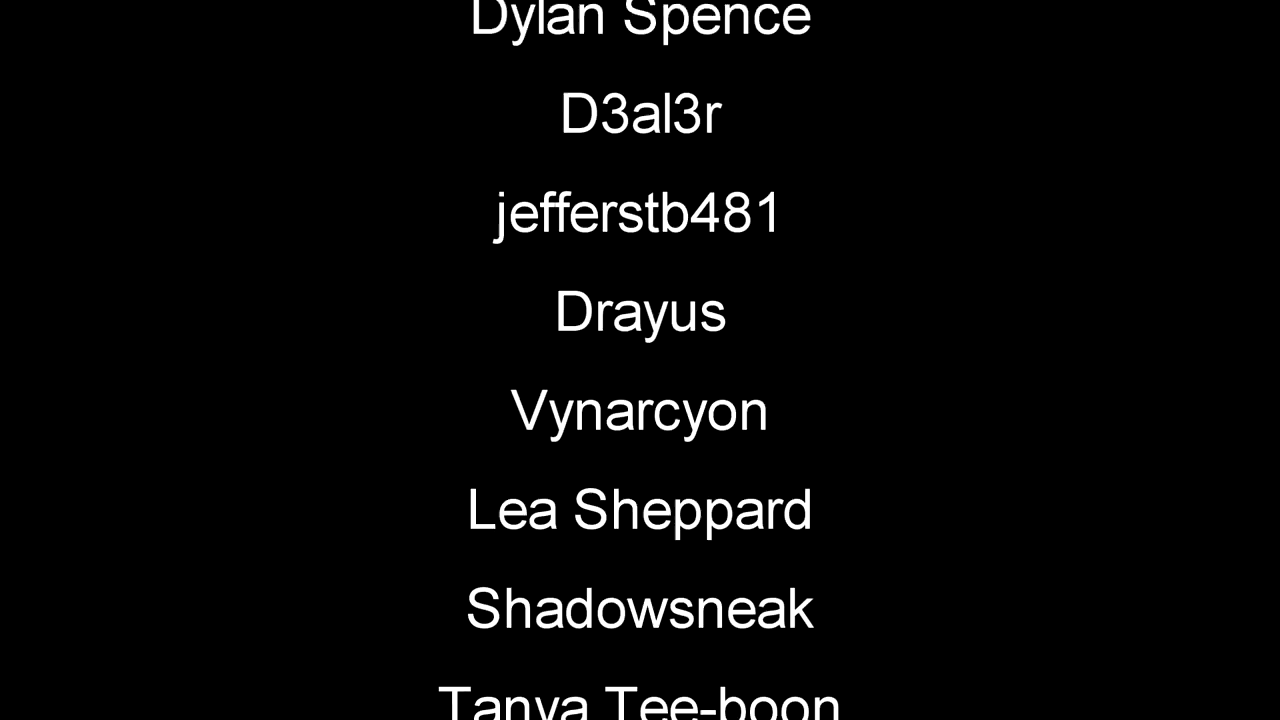 Dylan Spence
D3al3r
jefferstb481
Drayus
Vynarcyon
Lea Sheppard
Shadowsneak
Tanya Tee-boon